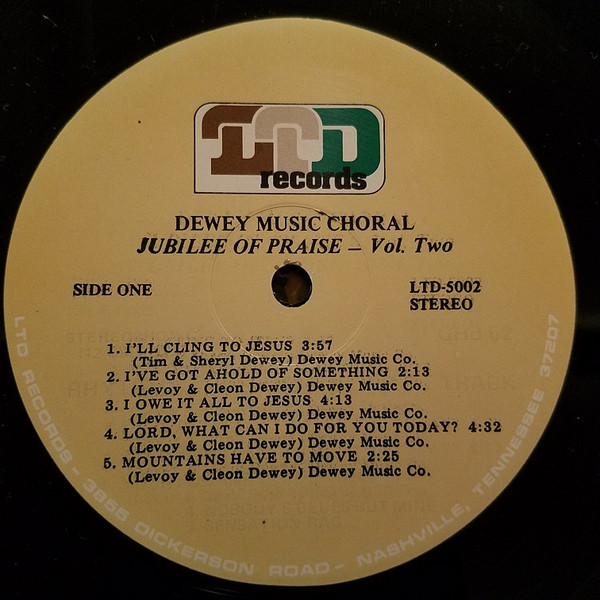 LTD
records
DEWEY MUSIC CHORAL
JUBILEE OF PRAISE – Vol. Two
SIDE ONE
LTD-5002
STEREO
1. I'LL CLING TO JESUS 3:57
(Tim & Sheryl Dewey) Dewey Music Co.
2. I'VE GOT AHOLD OF SOMETHING 2:13
(Levoy & Cleon Dewey) Dewey Music Co.
3. I OWE IT ALL TO JESUS 4:13
(Levoy & Cleon Dewey) Dewey Music Co.
4. LORD, WHAT CAN I DO FOR YOU TODAY? 4:32
(Levoy & Cleon Dewey) Dewey Music Co.
5. MOUNTAINS HAVE TO MOVE 2:25
(Levoy & Cleon Dewey) Dewey Music Co.
LTD RECORDS - 3855 DICKERSON ROAD - NASHVILLE, TENNESSEE 37207